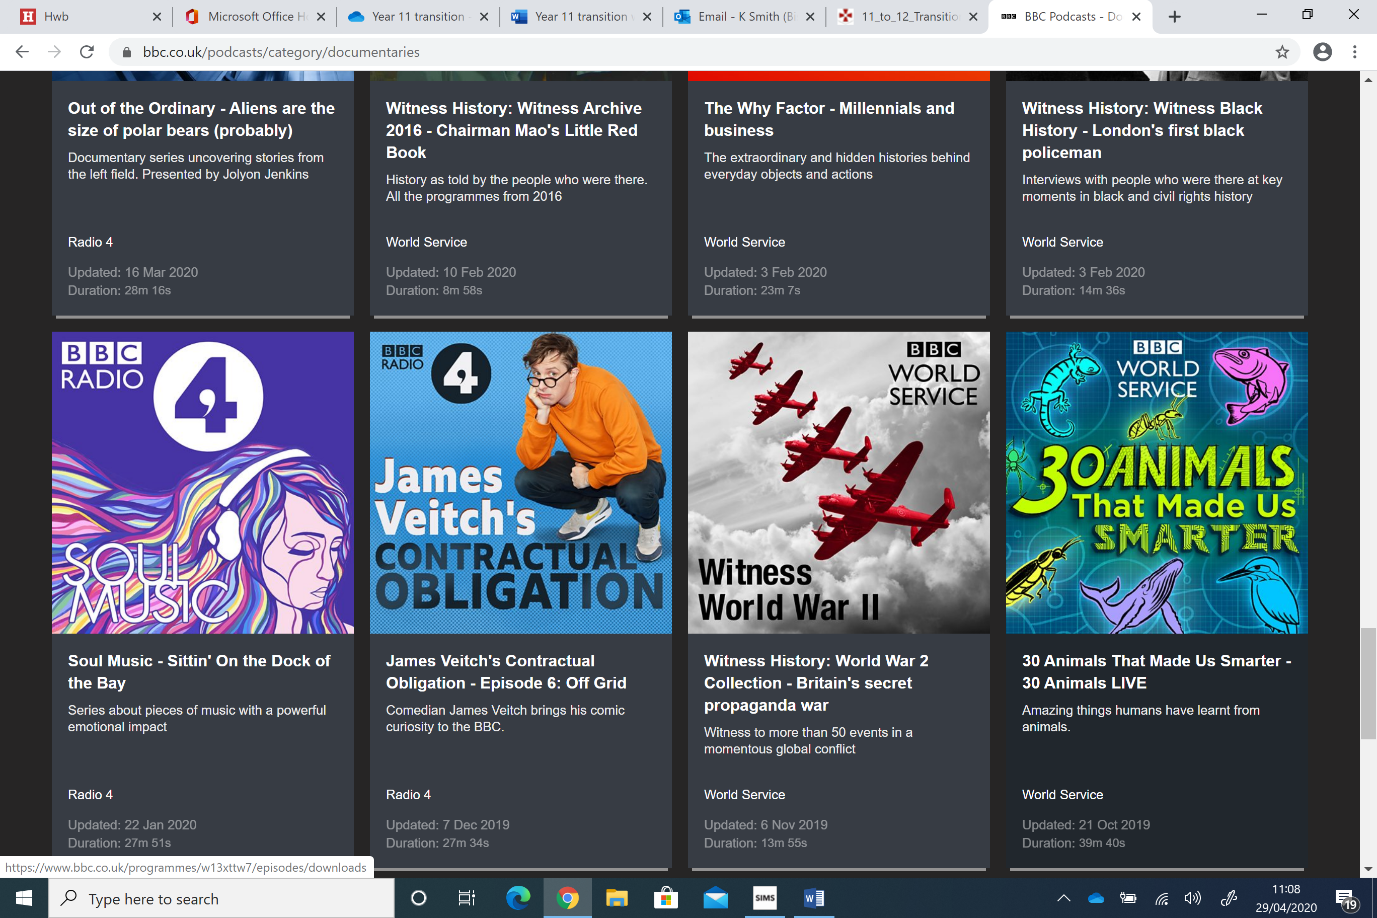 Hwb
Microsoft Office H
Year 11 transition
Year 11 transition
Email - K Smith (B
11_to_12_Transitio
BBC Podcasts - Do
bbc.co.uk/podcasts/category/documentaries
Out of the Ordinary - Aliens are the
size of polar bears (probably)
Documentary series uncovering stories from
the left field. Presented by Jolyon Jenkins
Radio 4
Updated: 16 Mar 2020
Duration: 28m 16s
Witness History: Witness Archive
2016 - Chairman Mao's Little Red
Book
History as told by the people who were there.
All the programmes from 2016
World Service
Updated: 10 Feb 2020
Duration: 8m 58s
The Why Factor - Millennials and
business
The extraordinary and hidden histories behind
everyday objects and actions
World Service
Updated: 3 Feb 2020
Duration: 23m 7s
Witness History: Witness Black
History - London's first black
policeman
Interviews with people who were there at key
moments in black and civil rights history
World Service
Updated: 3 Feb 2020
Duration: 14m 36s
BBC
RADIO
4
SOUL
MUSIC
Soul Music - Sittin' On the Dock of
the Bay
Series about pieces of music with a powerful
emotional impact
Radio 4
Updated: 22 Jan 2020
Duration: 27m 51s
BBC
RADIO
4
James
Veitch's
CONTRACTUAL
OBLIGATION
James Veitch's Contractual
Obligation - Episode 6: Off Grid
Comedian James Veitch brings his comic
curiosity to the BBC.
Radio 4
Updated: 7 Dec 2019
Duration: 27m 34s
BBC
WORLD
SERVICE
Witness
World War II
Witness History: World War 2
Collection - Britain's secret
propaganda war
Witness to more than 50 events in a
momentous global conflict
World Service
Updated: 6 Nov 2019
Duration: 13m 55s
BBC
WORLD
SERVICE
30 ANIMALS
That Made Us
SMARTER
30 Animals That Made Us Smarter -
30 Animals LIVE
Amazing things humans have learnt from
animals.
World Service
Updated: 21 Oct 2019
Duration: 39m 40s
https://www.bbc.co.uk/programmes/w13xttw7/episodes/downloads
Type here to search
SIMS
11:08
29/04/2020
19